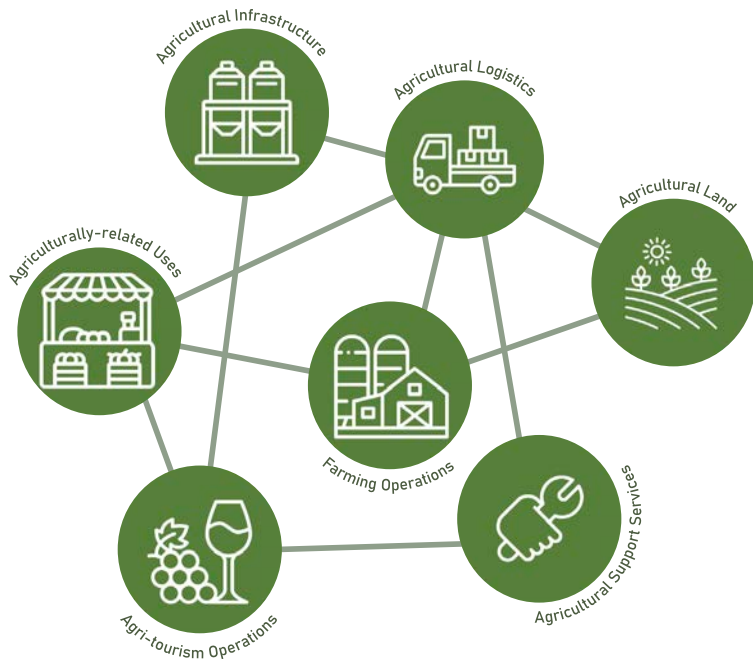 Agricultural Infrastructure
Agricultural Logistics
Agricultural Land
Agriculturally-related Uses
Farming Operations
Agricultural Support Services
Agri-tourism Operations